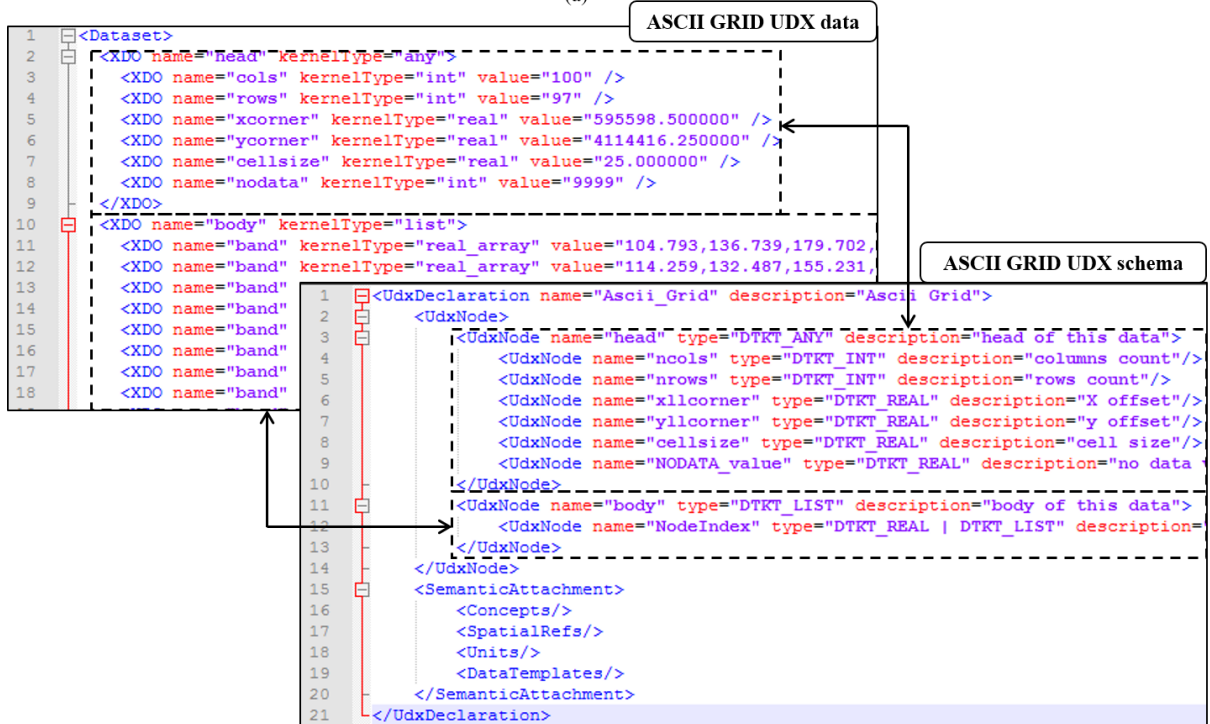 (a)
ASCII GRID UDX data
1 <Dataset>
2 <XDO name="head" kernelType="any">
3 <XDO name="cols" kernelType="int" value="100" />
4 <XDO name="rows" kernelType="int" value="97" />
5 <XDO name="xcorner" kernelType="real" value="595598.500000" />
6 <XDO name="ycorner" kernelType="real" value="4114416.250000" />
7 <XDO name="cellsize" kernelType="real" value="25.000000" />
8 <XDO name="nodata" kernelType="int" value="9999" />
9 </XDO>
10 <XDO name="body" kernelType="list">
11 <XDO name="band" kernelType="real_array" value="104.793,136.739,179.702,
12 <XDO name="band" kernelType="real_array" value="114.259,132.487,155.231,
13 <XDO name="band"
14 <XDO name="band"
15 <XDO name="band"
16 <XDO name="band"
17 <XDO name="band"
18 <XDO name="band"
ASCII GRID UDX schema
1 <UdxDeclaration name="Ascii_Grid" description="Ascii Grid">
2 <UdxNode>
3 <UdxNode name="head" type="DTKT_ANY" description="head of this data">
4 <UdxNode name="ncols" type="DTKT_INT" description="columns count"/>
5 <UdxNode name="nrows" type="DTKT_INT" description="rows count"/>
6 <UdxNode name="xllcorner" type="DTKT_REAL" description="X offset"/>
7 <UdxNode name="yllcorner" type="DTKT_REAL" description="y offset"/>
8 <UdxNode name="cellsize" type="DTKT_REAL" description="cell size"/>
9 <UdxNode name="NODATA_value" type="DTKT_REAL" description="no data
10 </UdxNode>
11 <UdxNode name="body" type="DTKT_LIST" description="body of this data">
12 <UdxNode name="NodeIndex" type="DTKT_REAL | DTKT_LIST" description="
13 </UdxNode>
14 </UdxNode>
15 <SemanticAttachment>
16 <Concepts/>
17 <SpatialRefs/>
18 <Units/>
19 <DataTemplates/>
20 </SemanticAttachment>
21 </UdxDeclaration>